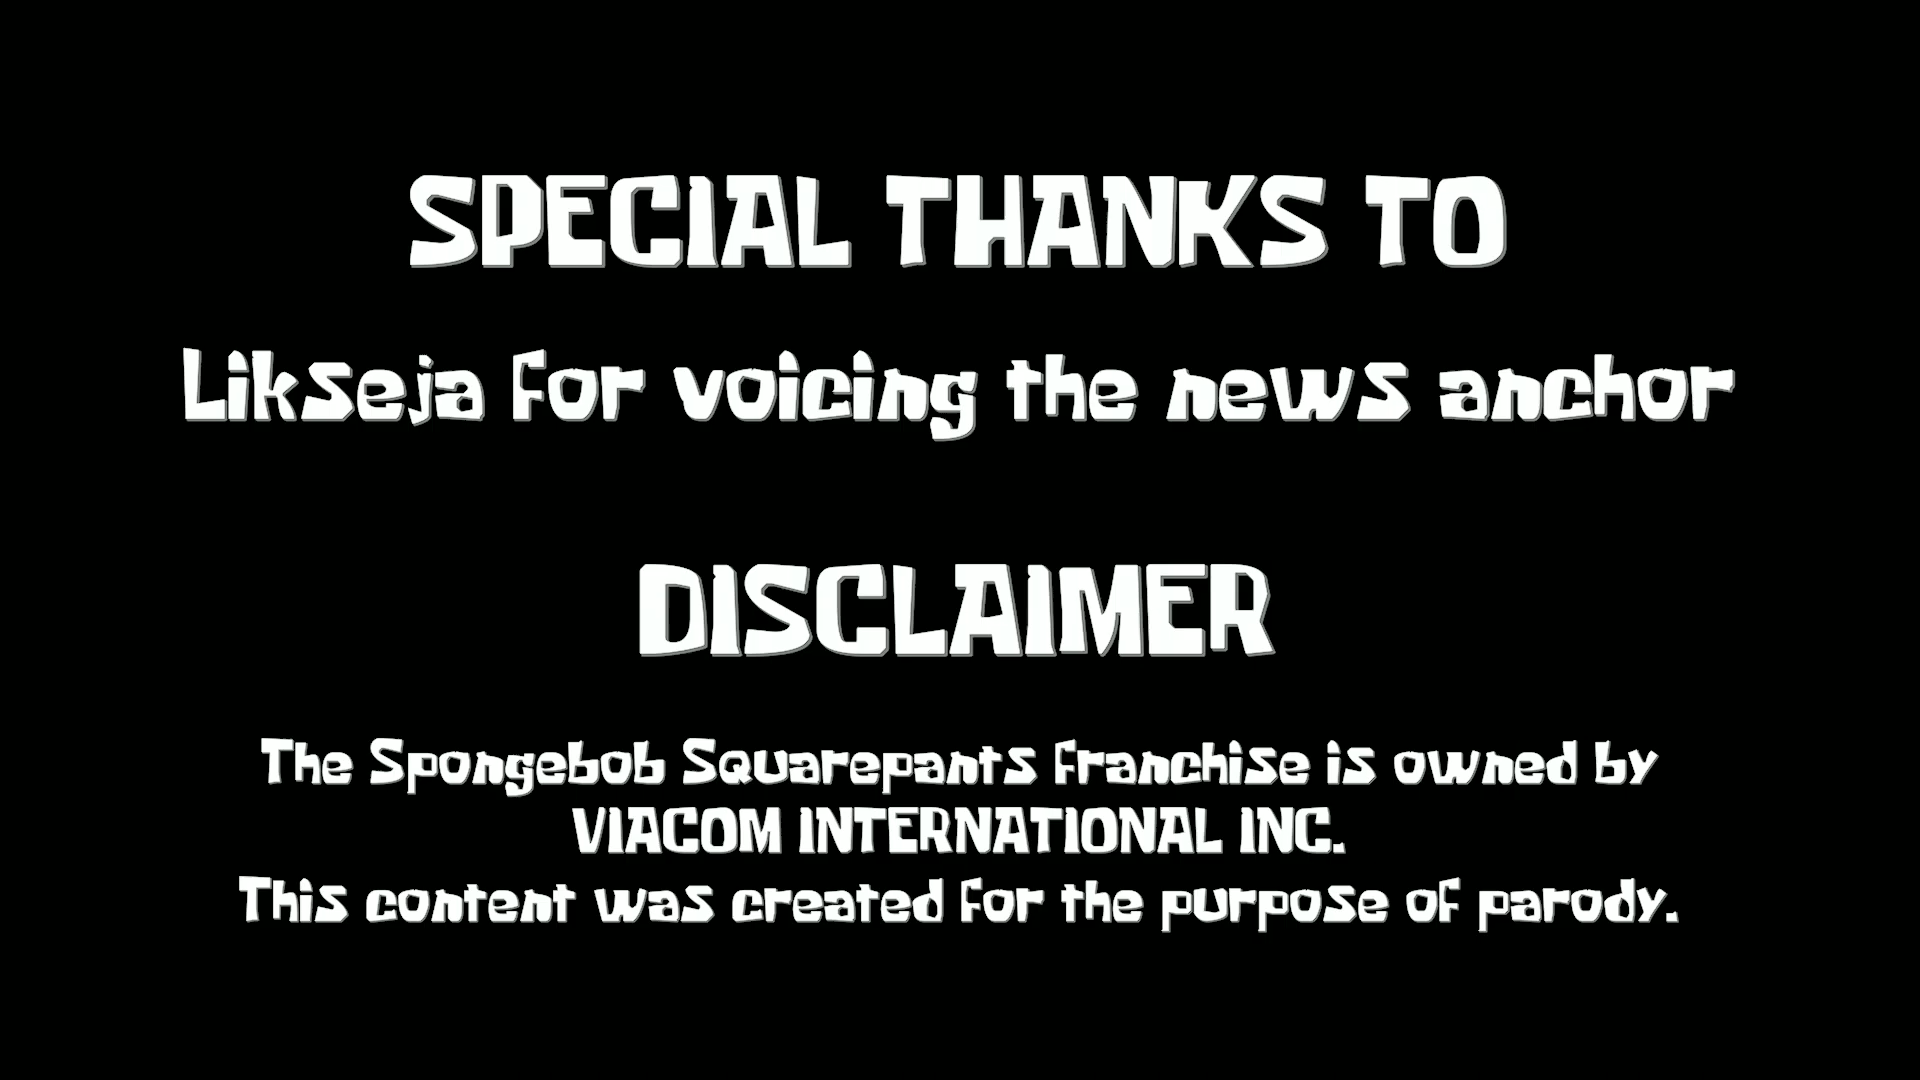 SPECIAL THANKS TO
Likseja for voicing the news anchor
DISCLAIMER
The Spongebob Squarepants franchise is owned by
VIACOM INTERNATIONAL INC.
This content was created for the purpose of parody.